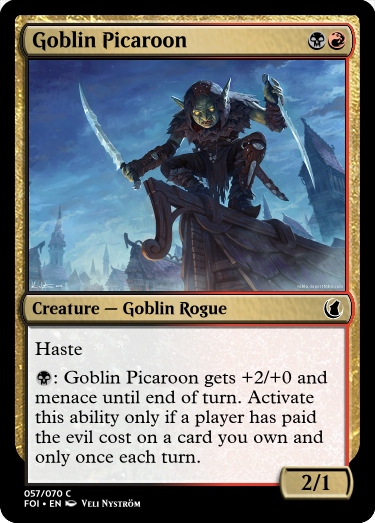 Goblin Picaroon
Creature — Goblin Rogue
Haste
: Goblin Picaroon gets +2/+0 and
menace until end of turn. Activate
this ability only if a player has paid
the evil cost on a card you own and
only once each turn.
2/1
057/070 C
FOI • EN Veli Nyström